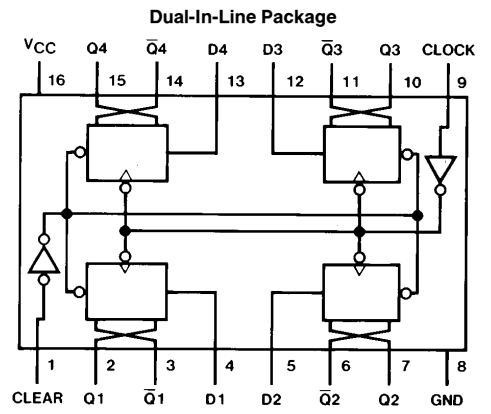 Dual-In-Line Package
VCC Q4 Q̅4 D4 D3 Q̅3 Q3 CLOCK
16 15 14 13 12 11 10 9
1 2 3 4 5 6 7 8
CLEAR Q1 Q̅1 D1 D2 Q̅2 Q2 GND